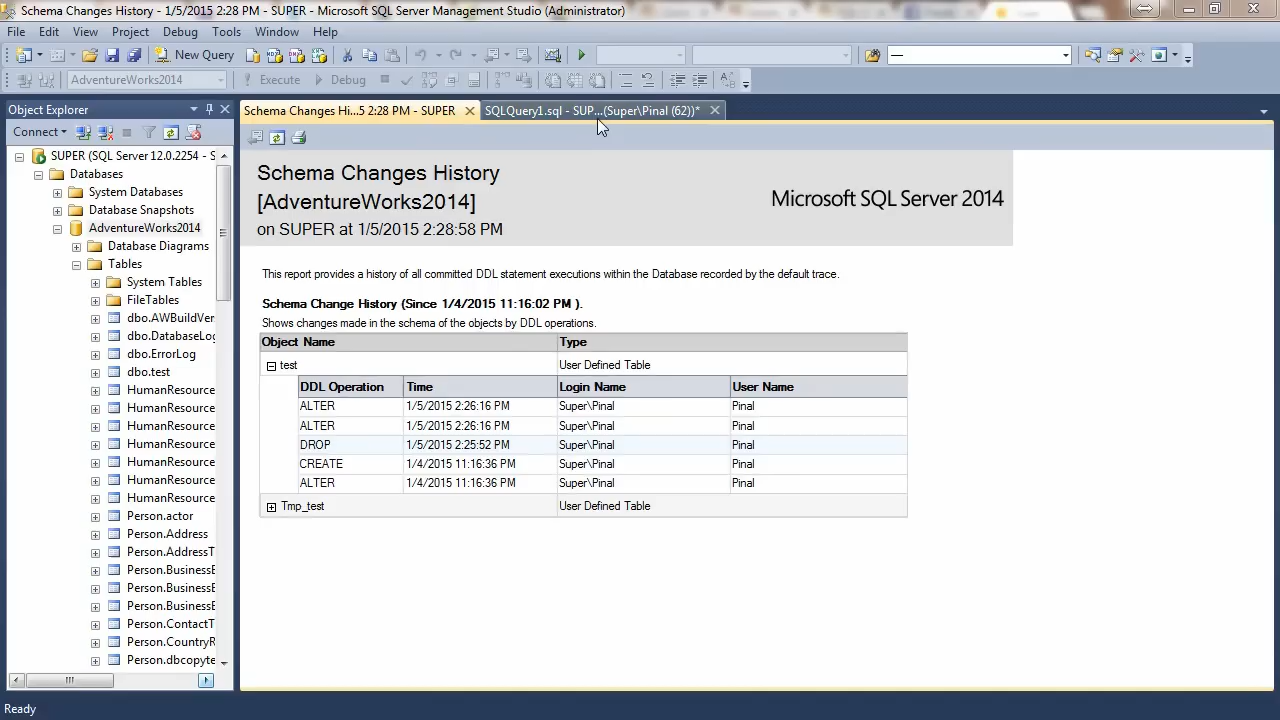 Schema Changes History - 1/5/2015 2:28 PM - SUPER - Microsoft SQL Server Management Studio (Administrator)
File Edit View Project Debug Tools Window Help
New Query
AdventureWorks2014 Execute Debug
Object Explorer
Schema Changes Hi...5 2:28 PM - SUPER
SQLQuery1.sql - SUP...(Super\Pinal (62))*
Connect
SUPER (SQL Server 12.0.2254 - S
Databases
System Databases
Database Snapshots
AdventureWorks2014
Database Diagrams
Tables
System Tables
FileTables
dbo.AWBuildVer
dbo.DatabaseLog
dbo.ErrorLog
dbo.test
HumanResource
HumanResource
HumanResource
HumanResource
HumanResource
HumanResource
HumanResource
Person.actor
Person.Address
Person.AddressT
Person.BusinessE
Person.BusinessE
Person.BusinessE
Person.ContactT
Person.CountryR
Person.dbcopyte
Schema Changes History
[AdventureWorks2014]
on SUPER at 1/5/2015 2:28:58 PM
Microsoft SQL Server 2014
This report provides a history of all committed DDL statement executions within the Database recorded by the default trace.
Schema Change History (Since 1/4/2015 11:16:02 PM ).
Shows changes made in the schema of the objects by DDL operations.
Object Name Type
test User Defined Table
DDL Operation Time Login Name User Name
ALTER 1/5/2015 2:26:16 PM Super\Pinal Pinal
ALTER 1/5/2015 2:26:16 PM Super\Pinal Pinal
DROP 1/5/2015 2:25:52 PM Super\Pinal Pinal
CREATE 1/4/2015 11:16:36 PM Super\Pinal Pinal
ALTER 1/4/2015 11:16:36 PM Super\Pinal Pinal
Tmp_test User Defined Table
Ready